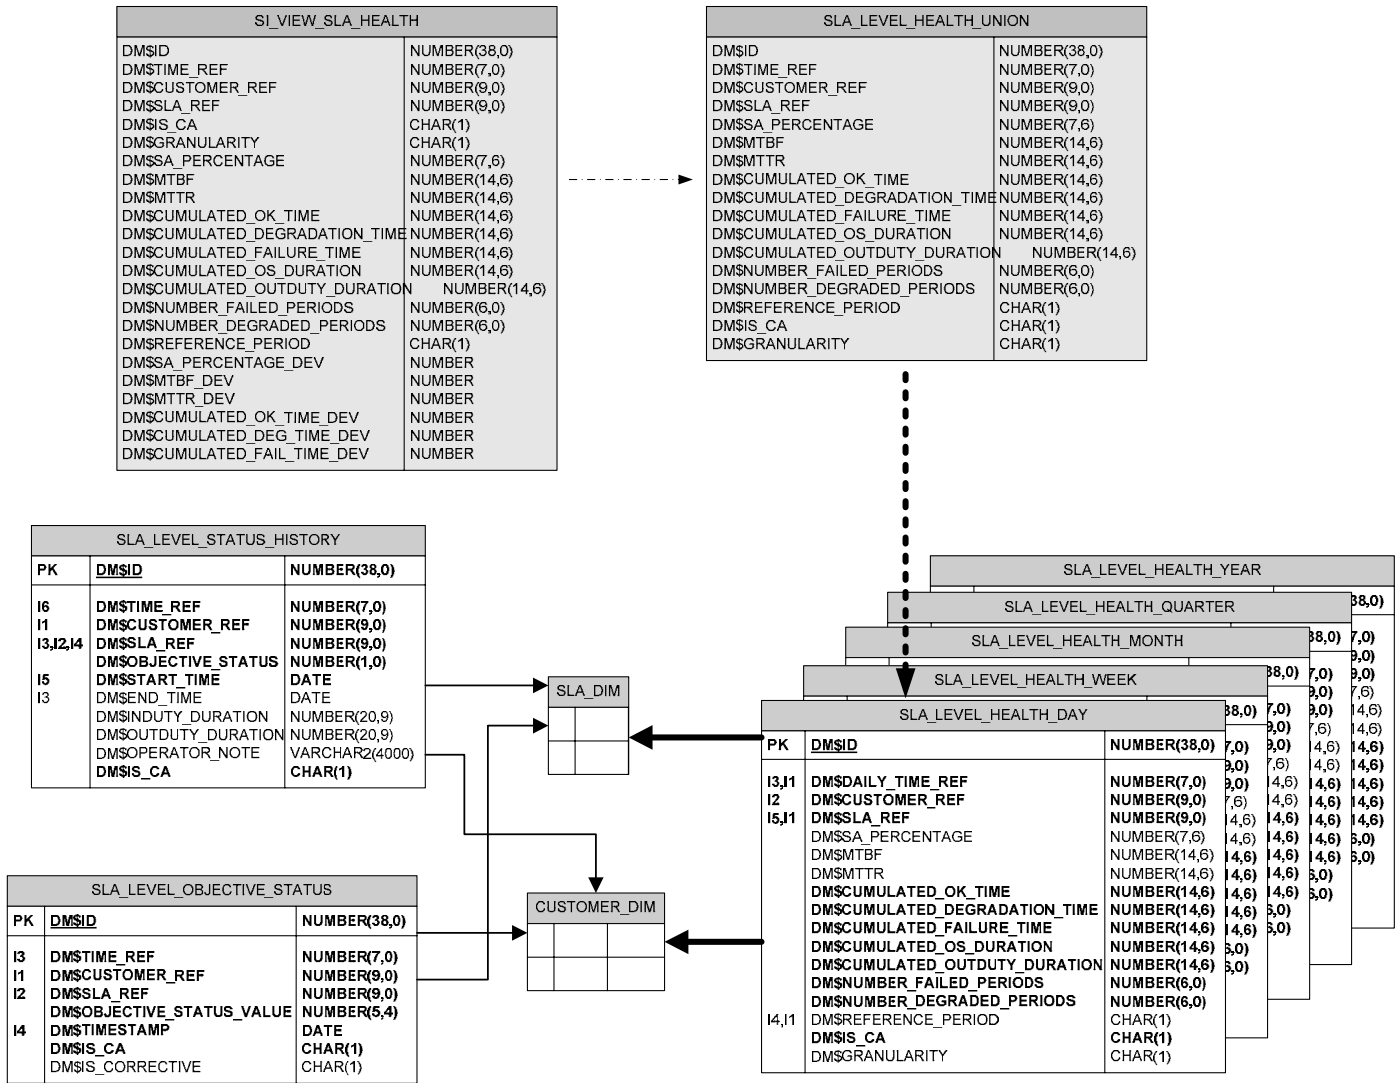 SI_VIEW_SLA_HEALTH
DM$ID NUMBER(38,0)
DM$TIME_REF NUMBER(7,0)
DM$CUSTOMER_REF NUMBER(9,0)
DM$SLA_REF NUMBER(9,0)
DM$IS_CA CHAR(1)
DM$GRANULARITY CHAR(1)
DM$SA_PERCENTAGE NUMBER(7,6)
DM$MTBF NUMBER(14,6)
DM$MTTR NUMBER(14,6)
DM$CUMULATED_OK_TIME NUMBER(14,6)
DM$CUMULATED_DEGRADATION_TIME NUMBER(14,6)
DM$CUMULATED_FAILURE_TIME NUMBER(14,6)
DM$CUMULATED_OS_DURATION NUMBER(14,6)
DM$CUMULATED_OUTDUTY_DURATION NUMBER(14,6)
DM$NUMBER_FAILED_PERIODS NUMBER(6,0)
DM$NUMBER_DEGRADED_PERIODS NUMBER(6,0)
DM$REFERENCE_PERIOD CHAR(1)
DM$SA_PERCENTAGE_DEV NUMBER
DM$MTBF_DEV NUMBER
DM$MTTR_DEV NUMBER
DM$CUMULATED_OK_TIME_DEV NUMBER
DM$CUMULATED_DEG_TIME_DEV NUMBER
DM$CUMULATED_FAIL_TIME_DEV NUMBER
SLA_LEVEL_HEALTH_UNION
DM$ID NUMBER(38,0)
DM$TIME_REF NUMBER(7,0)
DM$CUSTOMER_REF NUMBER(9,0)
DM$SLA_REF NUMBER(9,0)
DM$SA_PERCENTAGE NUMBER(7,6)
DM$MTBF NUMBER(14,6)
DM$MTTR NUMBER(14,6)
DM$CUMULATED_OK_TIME NUMBER(14,6)
DM$CUMULATED_DEGRADATION_TIME NUMBER(14,6)
DM$CUMULATED_FAILURE_TIME NUMBER(14,6)
DM$CUMULATED_OS_DURATION NUMBER(14,6)
DM$CUMULATED_OUTDUTY_DURATION NUMBER(14,6)
DM$NUMBER_FAILED_PERIODS NUMBER(6,0)
DM$NUMBER_DEGRADED_PERIODS NUMBER(6,0)
DM$REFERENCE_PERIOD CHAR(1)
DM$IS_CA CHAR(1)
DM$GRANULARITY CHAR(1)
SLA_LEVEL_STATUS_HISTORY
PK DM$ID NUMBER(38,0)
I6 DM$TIME_REF NUMBER(7,0)
I1 DM$CUSTOMER_REF NUMBER(9,0)
I3,I2,I4 DM$SLA_REF NUMBER(9,0)
DM$OBJECTIVE_STATUS NUMBER(1,0)
I5 DM$START_TIME DATE
I3 DM$END_TIME DATE
DM$INDUTY_DURATION NUMBER(20,9)
DM$OUTDUTY_DURATION NUMBER(20,9)
DM$OPERATOR_NOTE VARCHAR2(4000)
DM$IS_CA CHAR(1)
SLA_DIM
CUSTOMER_DIM
SLA_LEVEL_OBJECTIVE_STATUS
PK DM$ID NUMBER(38,0)
I3 DM$TIME_REF NUMBER(7,0)
I1 DM$CUSTOMER_REF NUMBER(9,0)
I2 DM$SLA_REF NUMBER(9,0)
DM$OBJECTIVE_STATUS_VALUE NUMBER(5,4)
I4 DM$TIMESTAMP DATE
DM$IS_CA CHAR(1)
DM$IS_CORRECTIVE CHAR(1)
SLA_LEVEL_HEALTH_YEAR
SLA_LEVEL_HEALTH_QUARTER
SLA_LEVEL_HEALTH_MONTH
SLA_LEVEL_HEALTH_WEEK
SLA_LEVEL_HEALTH_DAY
PK DM$ID NUMBER(38,0)
I3,I1 DM$DAILY_TIME_REF NUMBER(7,0)
I2 DM$CUSTOMER_REF NUMBER(9,0)
I5,I1 DM$SLA_REF NUMBER(9,0)
DM$SA_PERCENTAGE NUMBER(7,6)
DM$MTBF NUMBER(14,6)
DM$MTTR NUMBER(14,6)
DM$CUMULATED_OK_TIME NUMBER(14,6)
DM$CUMULATED_DEGRADATION_TIME NUMBER(14,6)
DM$CUMULATED_FAILURE_TIME NUMBER(14,6)
DM$CUMULATED_OS_DURATION NUMBER(14,6)
DM$CUMULATED_OUTDUTY_DURATION NUMBER(14,6)
DM$NUMBER_FAILED_PERIODS NUMBER(6,0)
DM$NUMBER_DEGRADED_PERIODS NUMBER(6,0)
I4,I1 DM$REFERENCE_PERIOD CHAR(1)
DM$IS_CA CHAR(1)
DM$GRANULARITY CHAR(1)